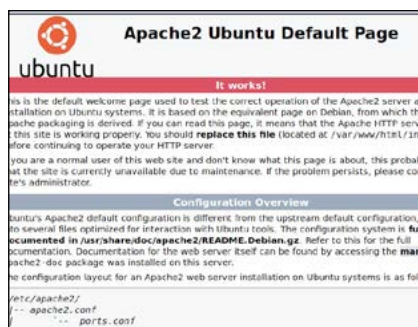 Apache2 Ubuntu Default Page
ubuntu
It works!
his is the default welcome page used to test the correct operation of the Apache2 server a
stallation on Ubuntu systems. It is based on the equivalent page on Debian, from which th
pache packaging is derived. If you can read this page, it means that the Apache HTTP serv
t this site is working properly. You should replace this file (located at /var/www/html/in
efore continuing to operate your HTTP server.
you are a normal user of this web site and don't know what this page is about, this probal
at the site is currently unavailable due to maintenance. If the problem persists, please co
te's administrator.
Configuration Overview
buntu's Apache2 default configuration is different from the upstream default configuration,
to several files optimized for interaction with Ubuntu tools. The configuration system is fu
ocumented in /usr/share/doc/apache2/README.Debian.gz. Refer to this for the full
ocumentation. Documentation for the web server itself can be found by accessing the mar
pache2-doc package was installed on this server.
he configuration layout for an Apache2 web server installation on Ubuntu systems is as fol
/etc/apache2/
|-- apache2.conf
|       `--  ports.conf